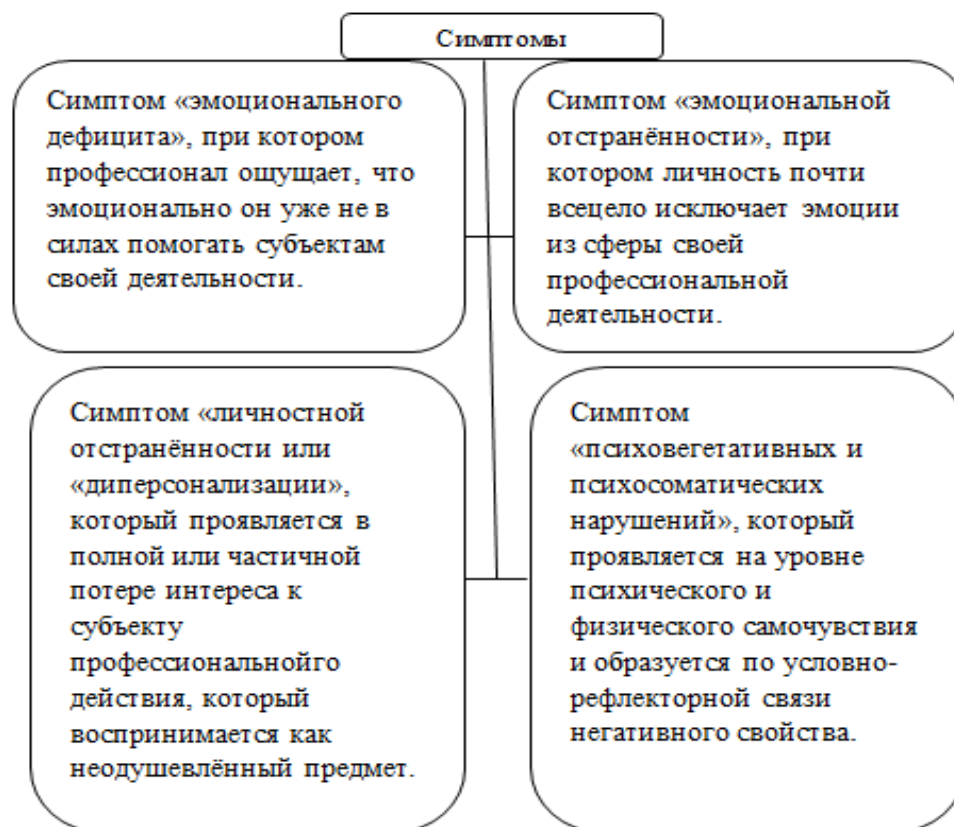 Симптомы
Симптом «эмоционального
дефицита», при котором
профессионал ощущает, что
эмоционально он уже не в
силах помогать субъектам
своей деятельности.
Симптом «эмоциональной
отстранённости», при
котором личность почти
всецело исключает эмоции
из сферы своей
профессиональной
деятельности.
Симптом «личностной
отстранённости или
«диперсонализации»,
который проявляется в
полной или частичной
потере интереса к
субъекту
профессиональнойго
действия, который
воспринимается как
неодушевлённый предмет.
Симптом
«психовегетативных и
психосоматических
нарушений», который
проявляется на уровне
психического и
физического самочувствия
и образуется по условно-
рефлекторной связи
негативного свойства.